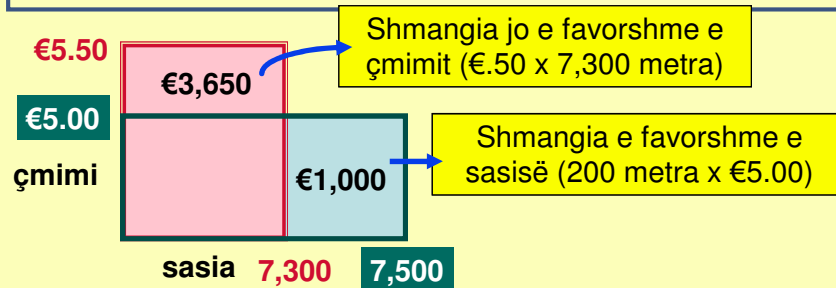 Shmangia jo e favorshme e
çmimit (€.50 x 7,300 metra)
€5.50
€3,650
€5.00
Shmangia e favorshme e
sasisë (200 metra x €5.00)
çmimi
€1,000
sasia 7,300 7,500